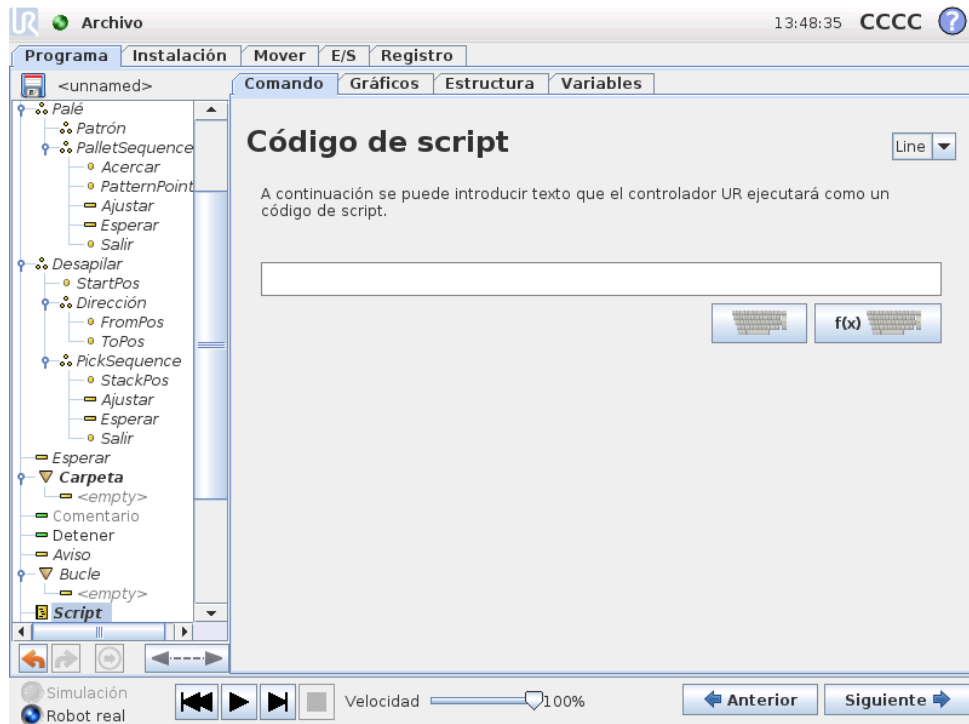 UR Archivo 13:48:35 CCCC ?
Programa Instalación Mover E/S Registro
<unnamed>
Comando Gráficos Estructura Variables
Palé
Patrón
PalletSequence
Acercar
PatternPoint
Ajustar
Esperar
Salir
Desapilar
StartPos
Dirección
FromPos
ToPos
PickSequence
StackPos
Ajustar
Esperar
Salir
Esperar
Carpeta
<empty>
Comentario
Detener
Aviso
Bucle
<empty>
Script
Código de script
Line
A continuación se puede introducir texto que el controlador UR ejecutará como un
código de script.
f(x)
Simulación
Robot real
Velocidad 100%
Anterior Siguiente